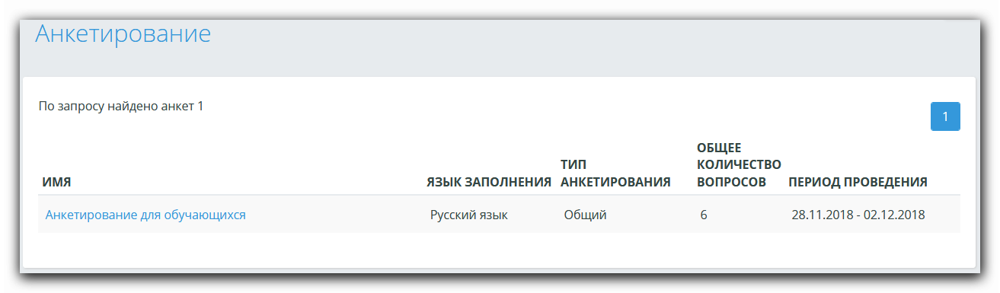 Анкетирование
По запросу найдено анкет 1
1
ИМЯ
ЯЗЫК ЗАПОЛНЕНИЯ
ТИП
АНКЕТИРОВАНИЯ
ОБЩЕЕ
КОЛИЧЕСТВО
ВОПРОСОВ
ПЕРИОД ПРОВЕДЕНИЯ
Анкетирование для обучающихся
Русский язык
Общий
6
28.11.2018 - 02.12.2018